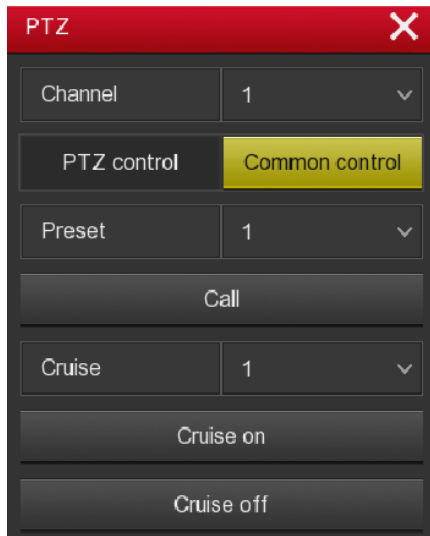 PTZ
Channel 1
PTZ control Common control
Preset 1
Call
Cruise 1
Cruise on
Cruise off